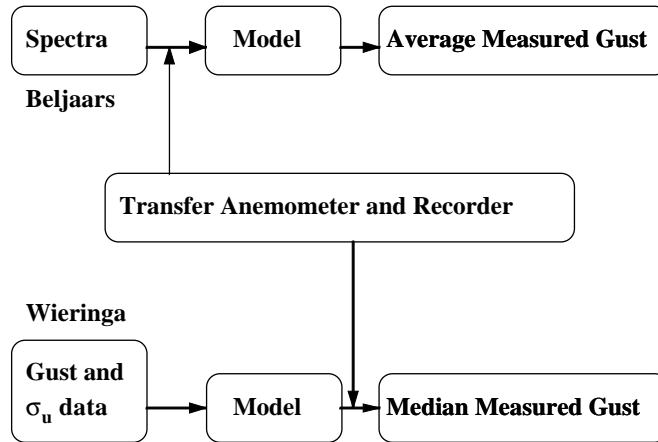 Spectra
Model
Average Measured Gust
Beljaars
Transfer Anemometer and Recorder
Wieringa
Gust and
σu data
Model
Median Measured Gust